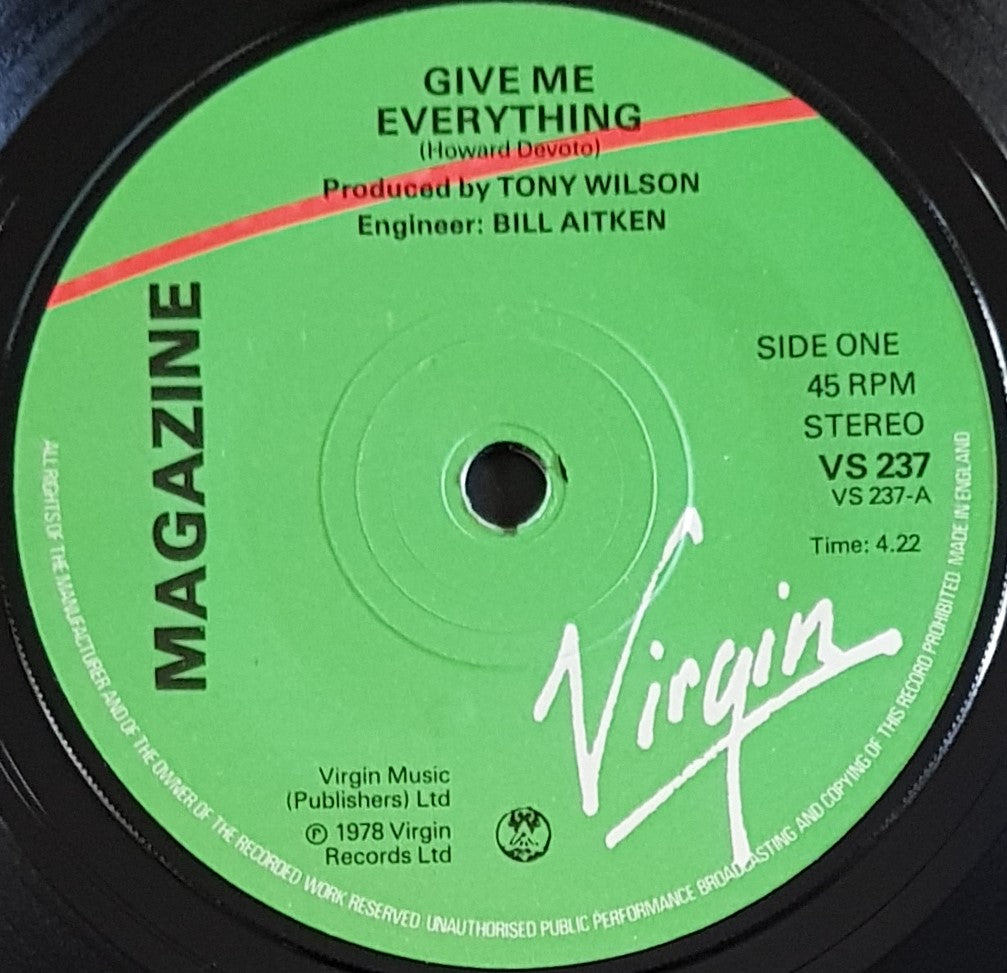 GIVE ME
EVERYTHING
(Howard Devoto)
Produced by TONY WILSON
Engineer: BILL AITKEN
MAGAZINE
SIDE ONE
45 RPM
STEREO
VS 237
VS 237-A
Time: 4.22
Virgin
Virgin Music
(Publishers) Ltd
℗ 1978 Virgin
Records Ltd
ALL RIGHTS OF THE MANUFACTURER AND OF THE OWNER OF THE RECORDED WORK RESERVED UNAUTHORISED PUBLIC PERFORMANCE BROADCASTING AND COPYING OF THIS RECORD PROHIBITED MADE IN ENGLAND